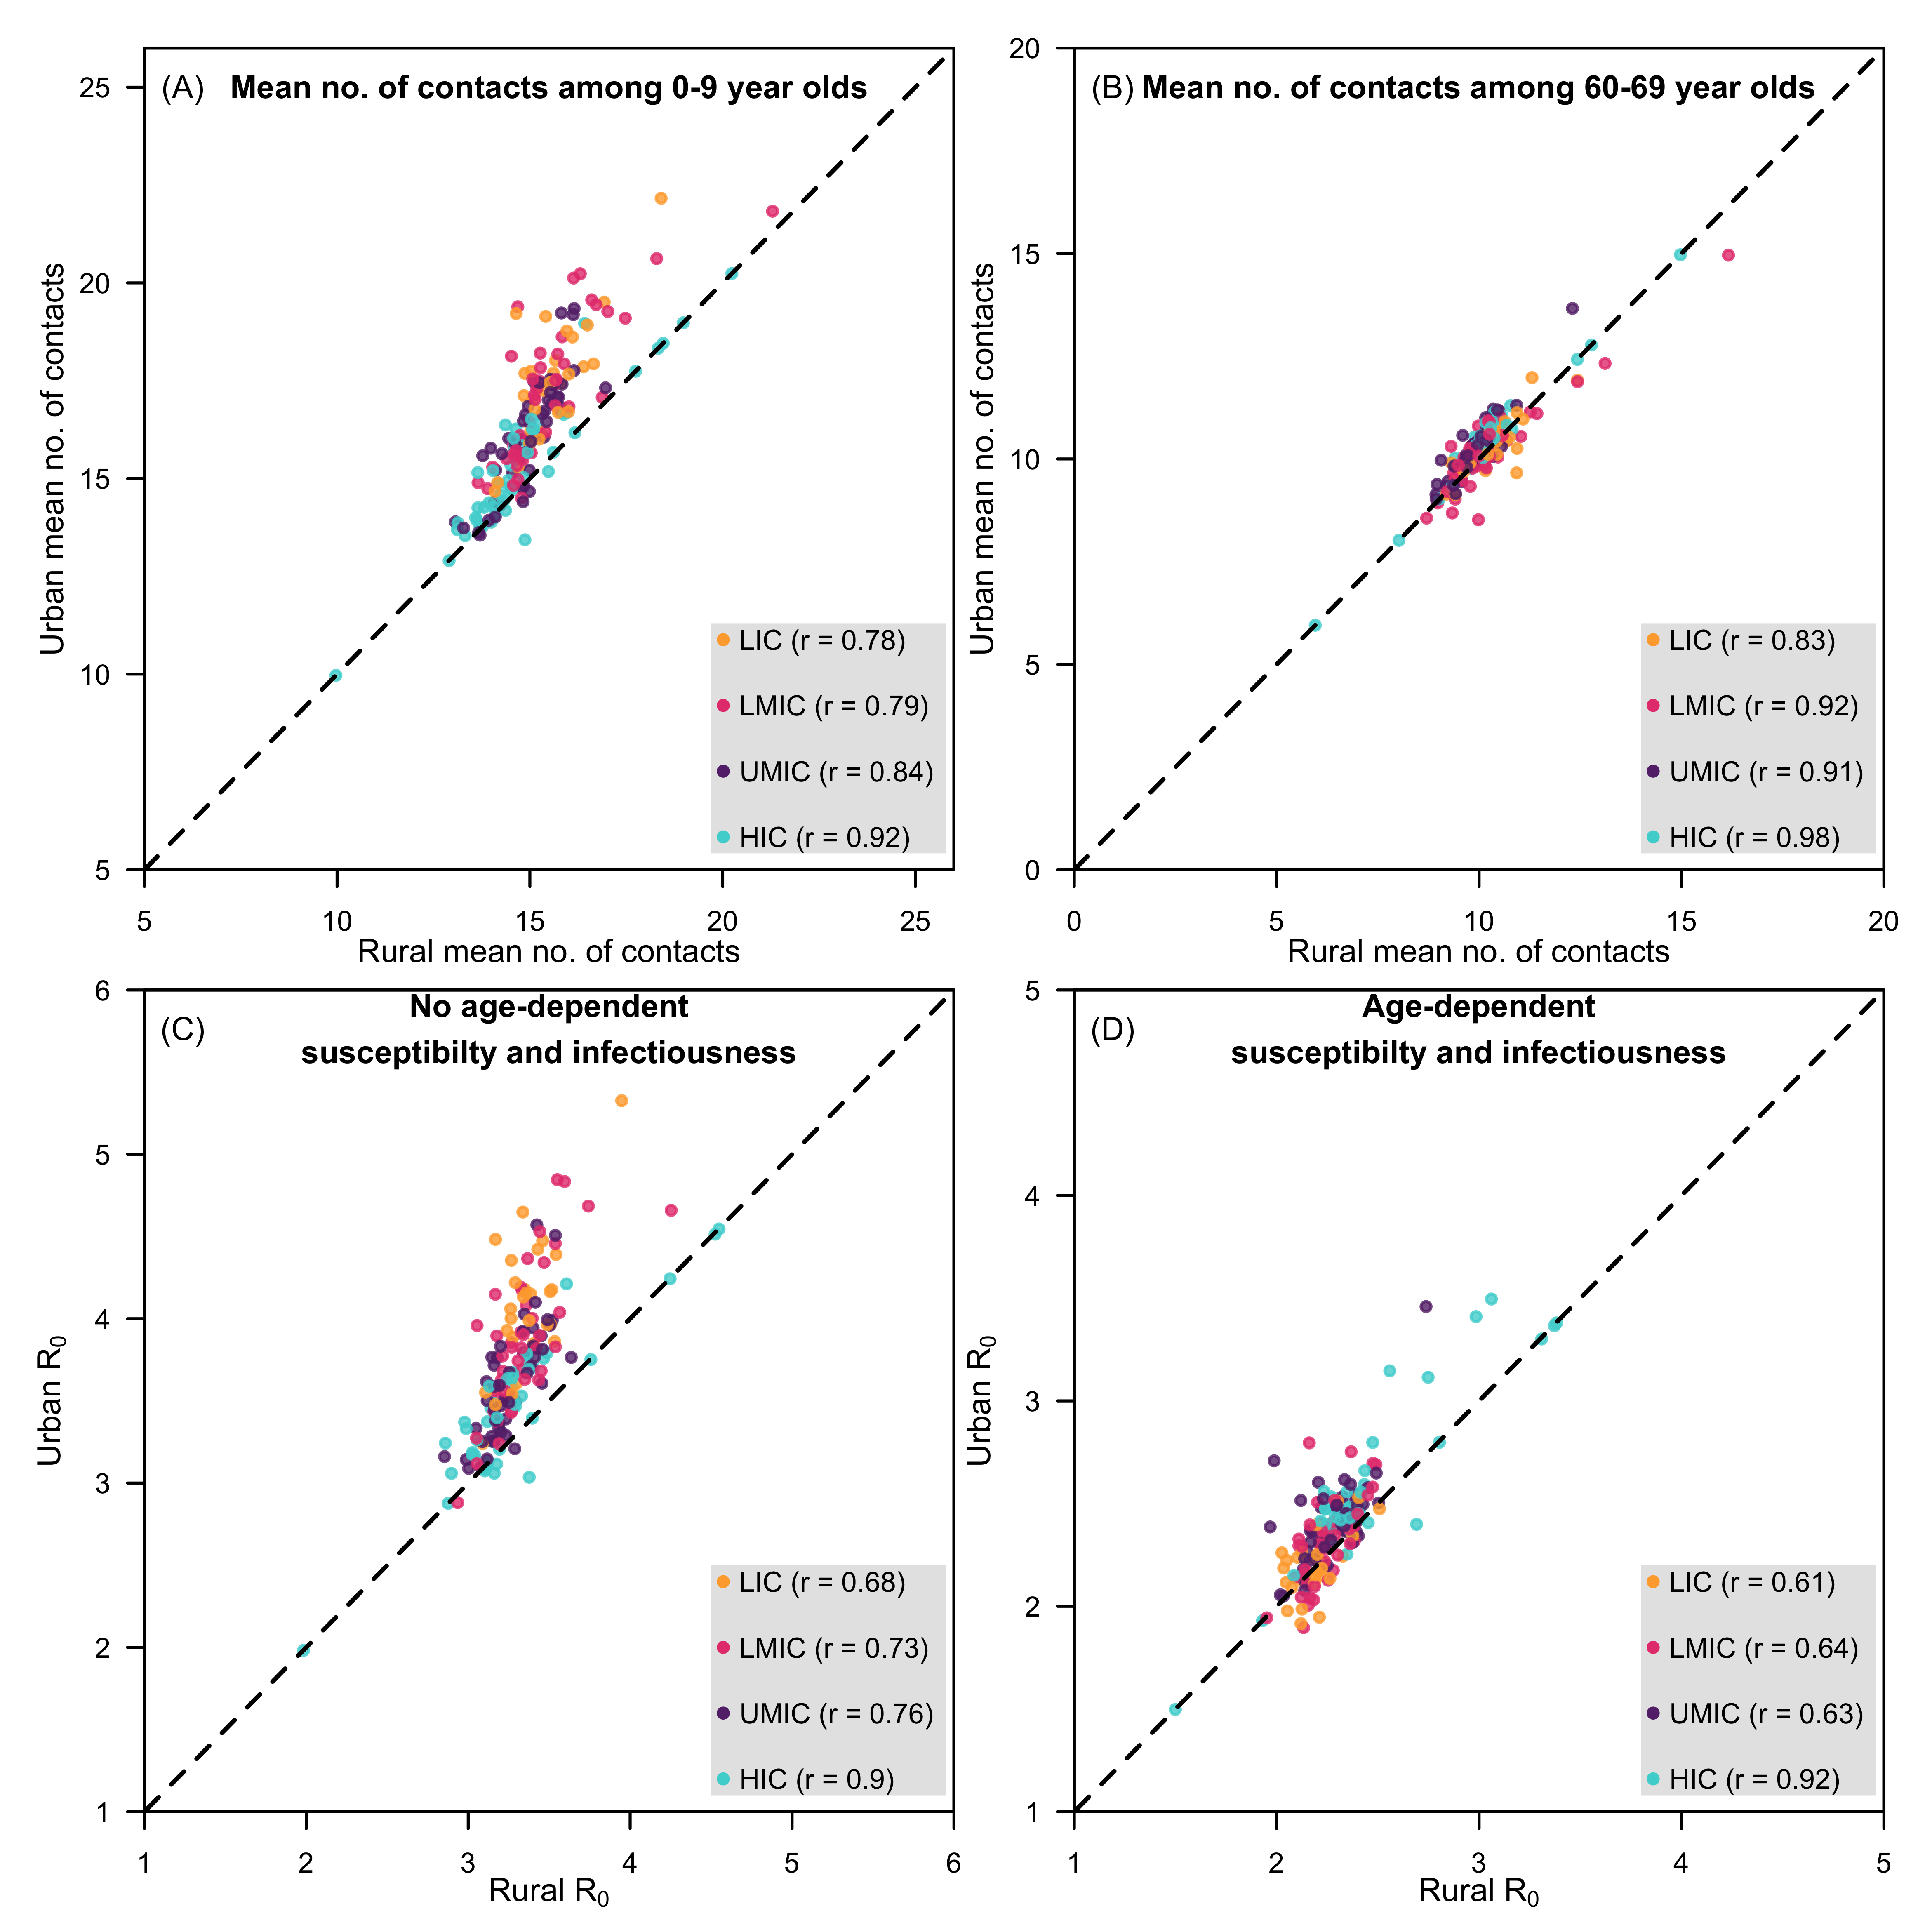 (A) Mean no. of contacts among 0-9 year olds
25
20
15
10
5
Urban mean no. of contacts
LIC (r = 0.78)
LMIC (r = 0.79)
UMIC (r = 0.84)
HIC (r = 0.92)
5 10 15 20 25
Rural mean no. of contacts
(B) Mean no. of contacts among 60-69 year olds
20
15
10
5
0
Urban mean no. of contacts
LIC (r = 0.83)
LMIC (r = 0.92)
UMIC (r = 0.91)
HIC (r = 0.98)
0 5 10 15 20
Rural mean no. of contacts
(C)
No age-dependent
susceptibilty and infectiousness
6
5
4
3
2
1
Urban R0
LIC (r = 0.68)
LMIC (r = 0.73)
UMIC (r = 0.76)
HIC (r = 0.9)
1 2 3 4 5 6
Rural R0
(D)
Age-dependent
susceptibilty and infectiousness
5
4
3
2
1
Urban R0
LIC (r = 0.61)
LMIC (r = 0.64)
UMIC (r = 0.63)
HIC (r = 0.92)
1 2 3 4 5
Rural R0